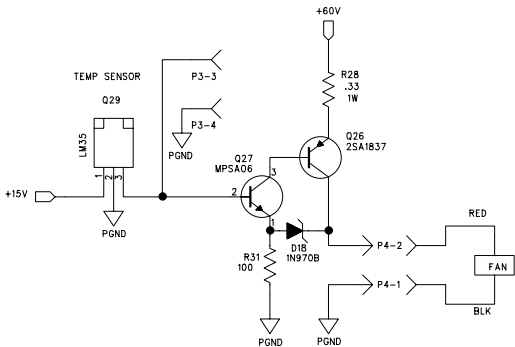 +60V
P3-3
R28
.33
1W
TEMP SENSOR
Q29
P3-4
LM35
PGND
Q26
2SA1837
Q27
MPSA06
3
1 2 3
2
+15V
1
PGND
RED
D18
1N970B
P4-2
R31
100
FAN
P4-1
BLK
PGND
PGND